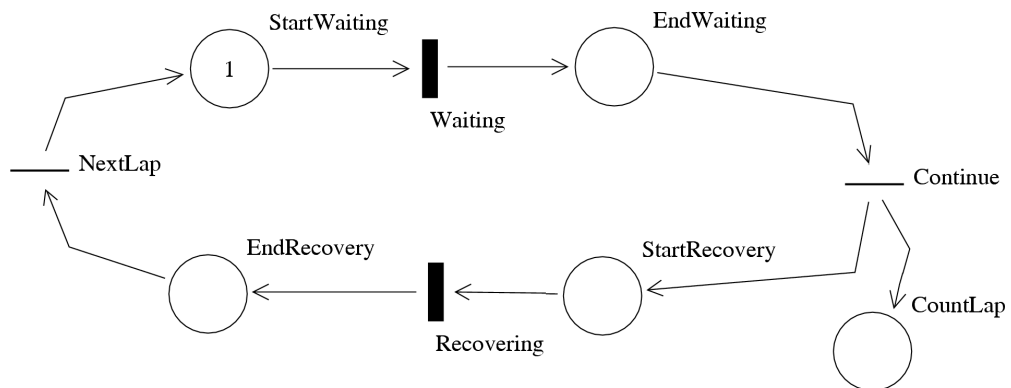 StartWaiting
EndWaiting
1
Waiting
NextLap
Continue
EndRecovery
StartRecovery
CountLap
Recovering